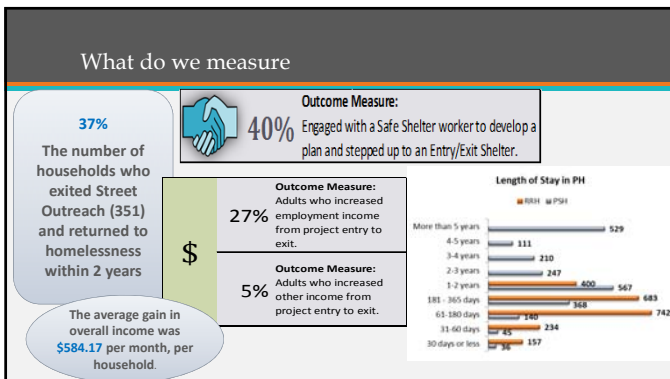 What do we measure
37%
The number of
households who
exited Street
Outreach (351)
and returned to
homelessness
within 2 years
The average gain in
overall income was
$584.17 per month, per
household.
40%
Outcome Measure:
Engaged with a Safe Shelter worker to develop a
plan and stepped up to an Entry/Exit Shelter.
$
27%
Outcome Measure:
Adults who increased
employment income
from project entry to
exit.
5%
Outcome Measure:
Adults who increased
other income from
project entry to exit.
Length of Stay in PH
RRH PSH
More than 5 years 529
4-5 years 111
3-4 years 210
2-3 years 247
1-2 years 400
567
181 - 365 days 683
368
61-180 days 742
140
31-60 days 234
45
30 days or less 157
36